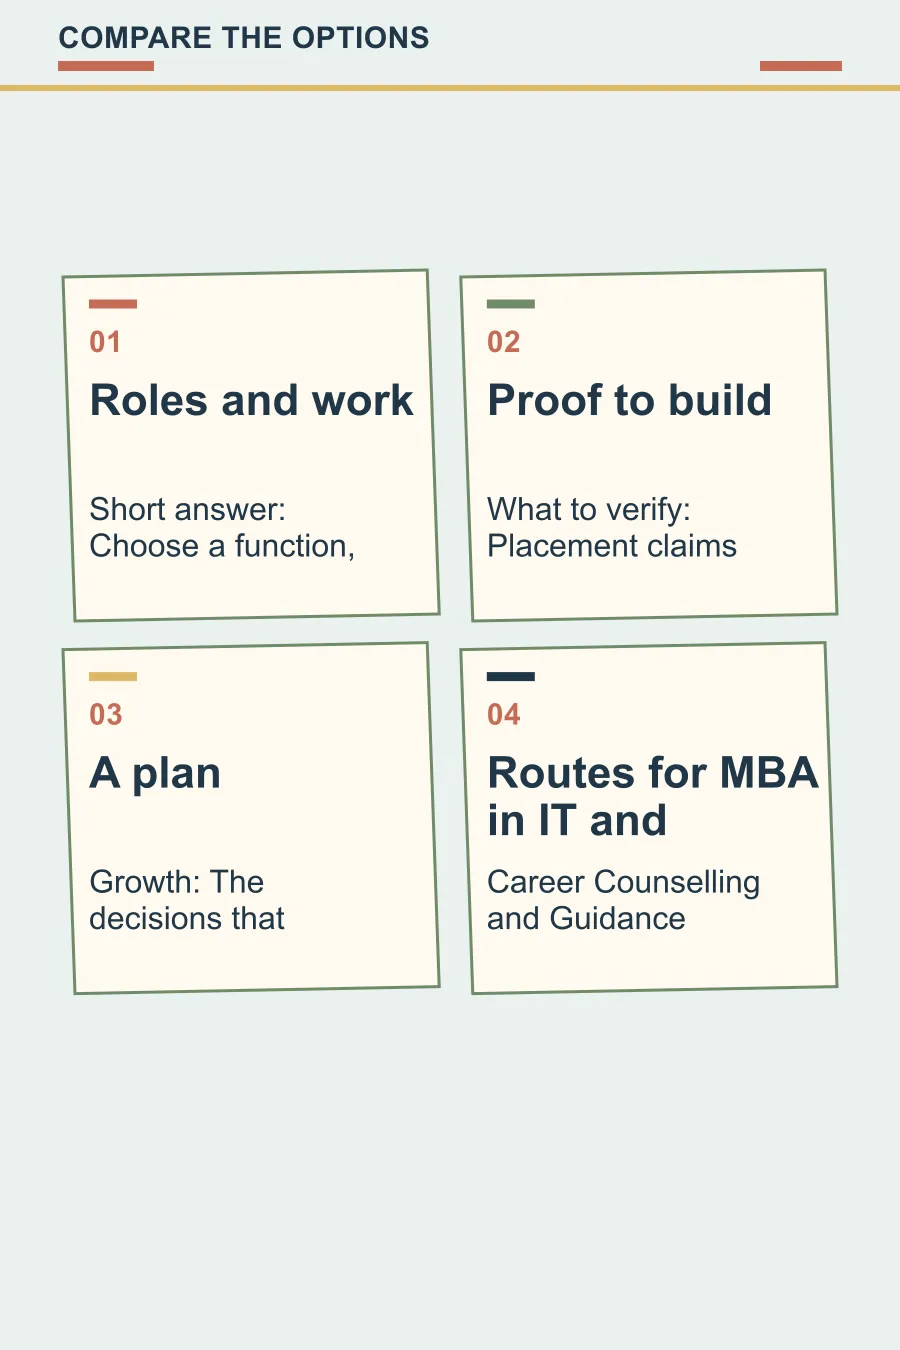 COMPARE THE OPTIONS
01
Roles and work
Short answer:
Choose a function,
02
Proof to build
What to verify:
Placement claims
03
A plan
Growth: The
decisions that
04
Routes for MBA
in IT and
Career Counselling
and Guidance